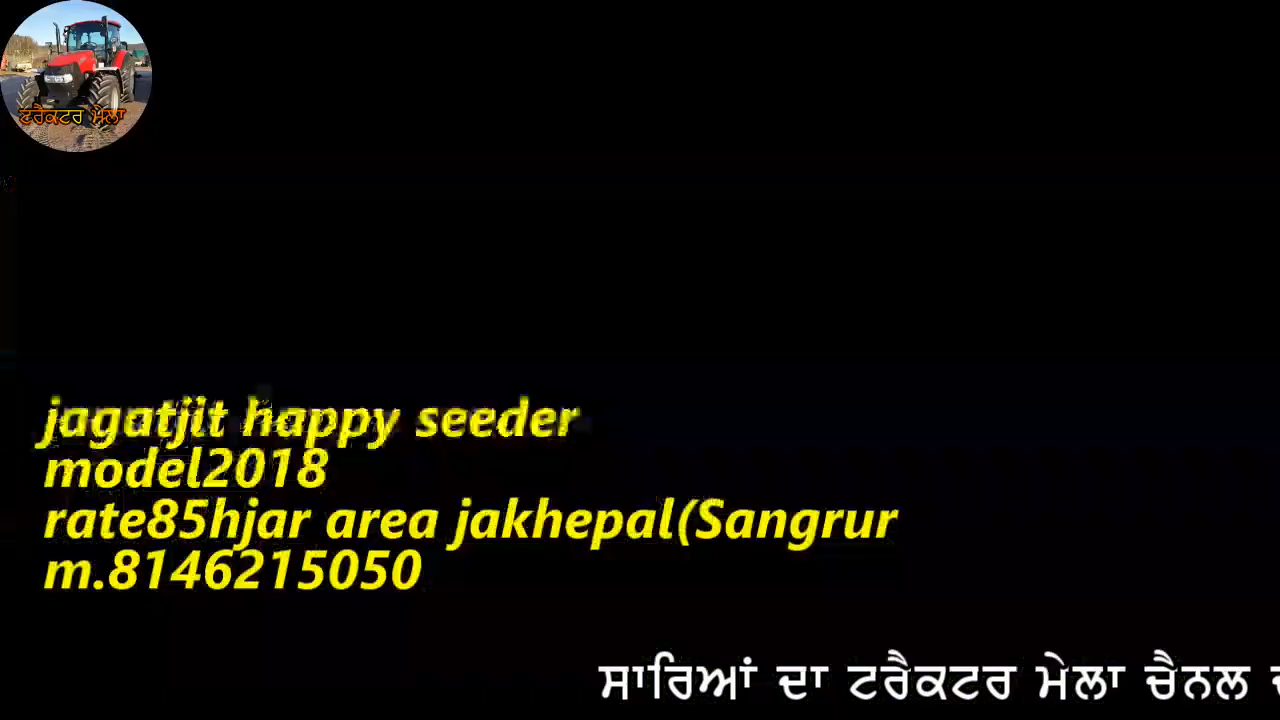 ਟਰੈਕਟਰ ਮੇਲਾ
jagatjit happy seeder
model2018
rate85hjar area jakhepal(Sangrur
m.8146215050
ਸਾਰਿਆਂ ਦਾ ਟਰੈਕਟਰ ਮੇਲਾ ਚੈਨਲ